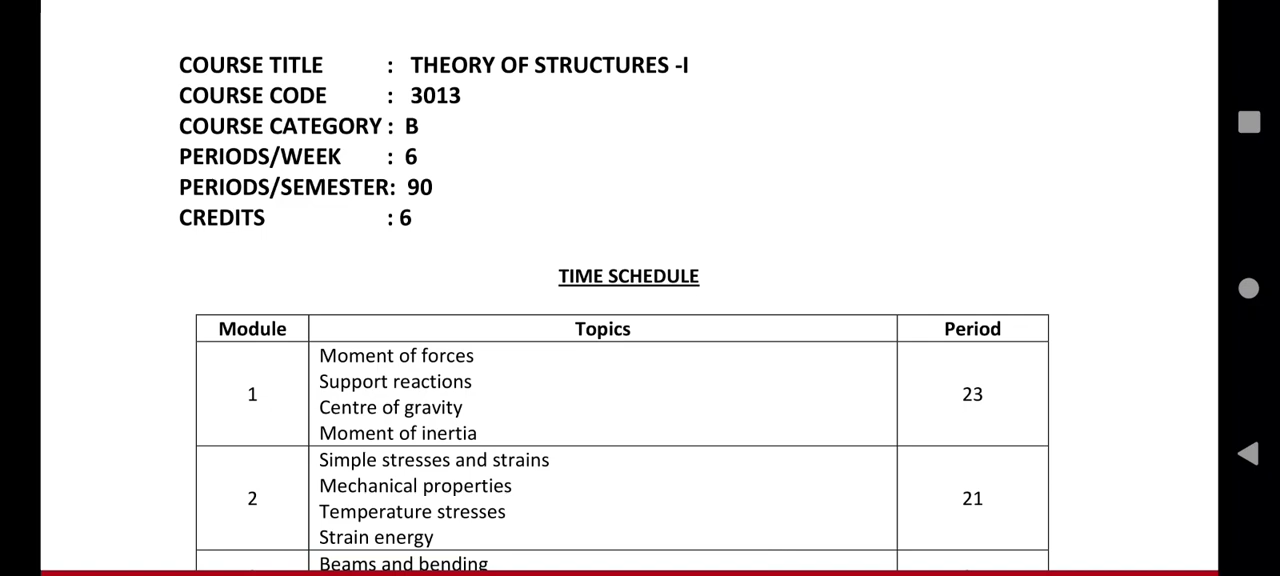 COURSE TITLE : THEORY OF STRUCTURES -I
COURSE CODE : 3013
COURSE CATEGORY : B
PERIODS/WEEK : 6
PERIODS/SEMESTER: 90
CREDITS : 6
TIME SCHEDULE
Module Topics Period
Moment of forces
Support reactions
1 23
Centre of gravity
Moment of inertia
Simple stresses and strains
Mechanical properties
2 21
Temperature stresses
Strain energy
Beams and bending